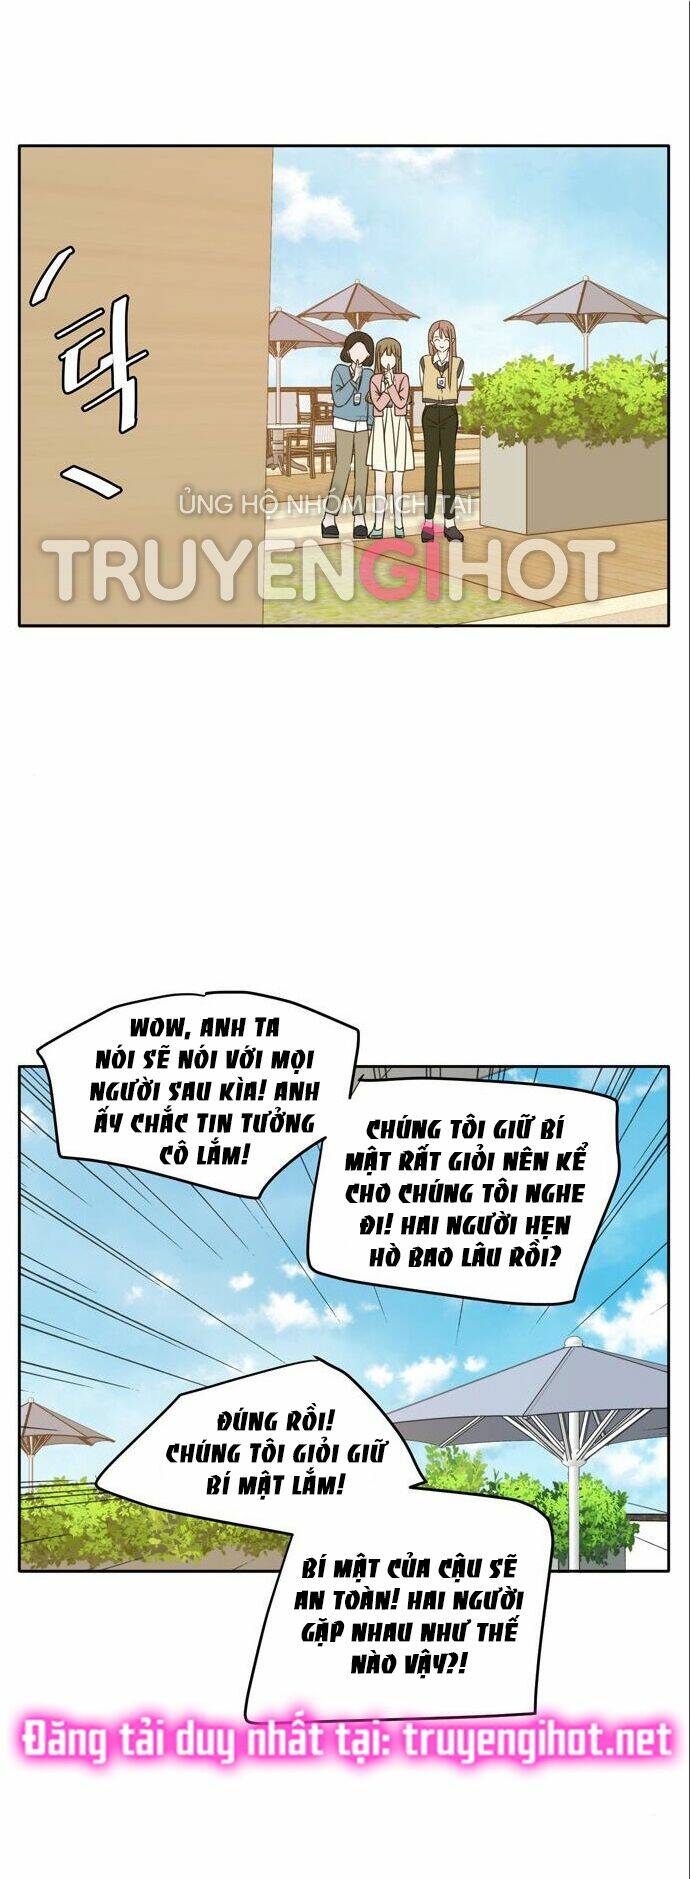 탁
ỦNG HỘ NHÓM DỊCH TẠI
TRUYENGIHOT
WOW, ANH TA
NÓI SẼ NÓI VỚI MỌI
NGƯỜI SAU KÌA! ANH
ẤY CHẮC TIN TƯỞNG
CÔ LẮM!
CHÚNG TÔI GIỮ BÍ
MẬT RẤT GIỎI NÊN KỂ
CHO CHÚNG TÔI NGHE
ĐI! HAI NGƯỜI HẸN
HÒ BAO LÂU RỒI?
ĐÚNG RỒI!
CHÚNG TÔI GIỎI GIỮ
BÍ MẬT LẮM!
BÍ MẬT CỦA CẬU SẼ
AN TOÀN! HAI NGƯỜI
GẶP NHAU NHƯ THẾ
NÀO VẬY?!
Đăng tải duy nhất tại: truyengihot.net